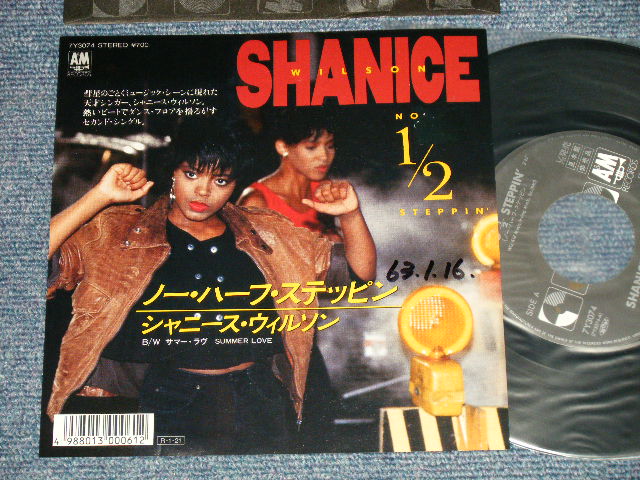 7Y3074 STEREO ¥700
A&M
RECORDS
SHANICE
WILSON
彗星のごとくミュージック・シーンに現れた
天才シンガー、シャニース・ウィルソン。
熱いビートでダンス・フロアを揺るがす
セカンド・シングル。
NO
1/2
STEPPIN'
63.1.16.
ノー・ハーフ・ステッピン
シャニース・ウィルソン
B/W サマー・ラヴ SUMMER LOVE
4 988013 000612
R-1-21
A&M
RECORDS
STEPPIN'
SIDE A
7Y3074